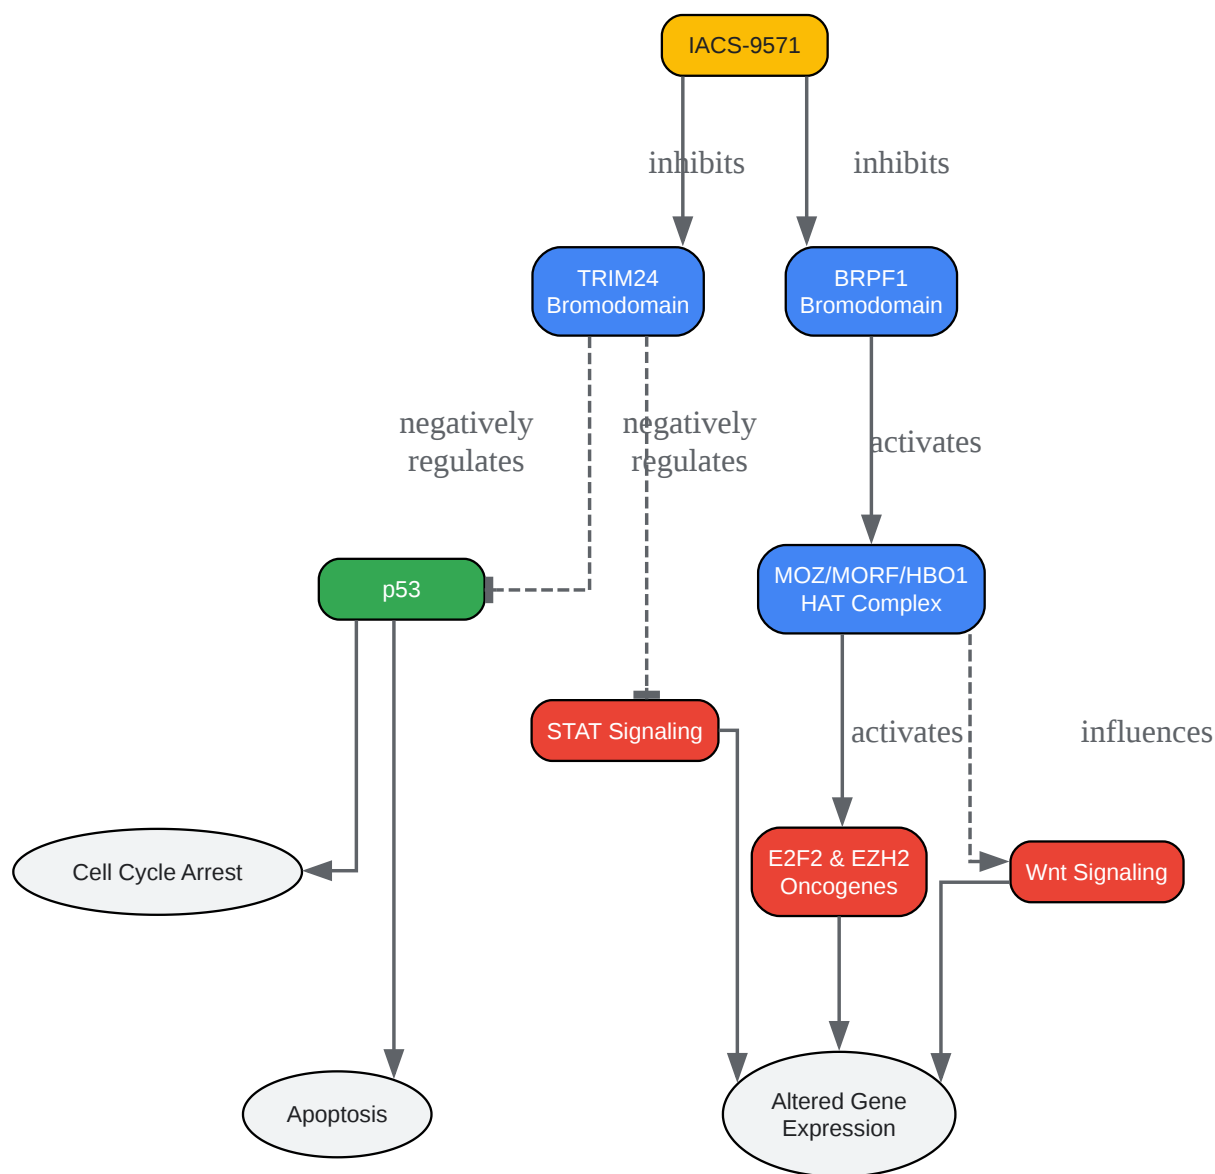 IACS-9571
inhibits
inhibits
TRIM24
Bromodomain
BRPF1
Bromodomain
negatively
regulates
negatively
regulates
activates
p53
MOZ/MORF/HBO1
HAT Complex
STAT Signaling
activates
influences
Cell Cycle Arrest
E2F2 & EZH2
Oncogenes
Wnt Signaling
Apoptosis
Altered Gene
Expression